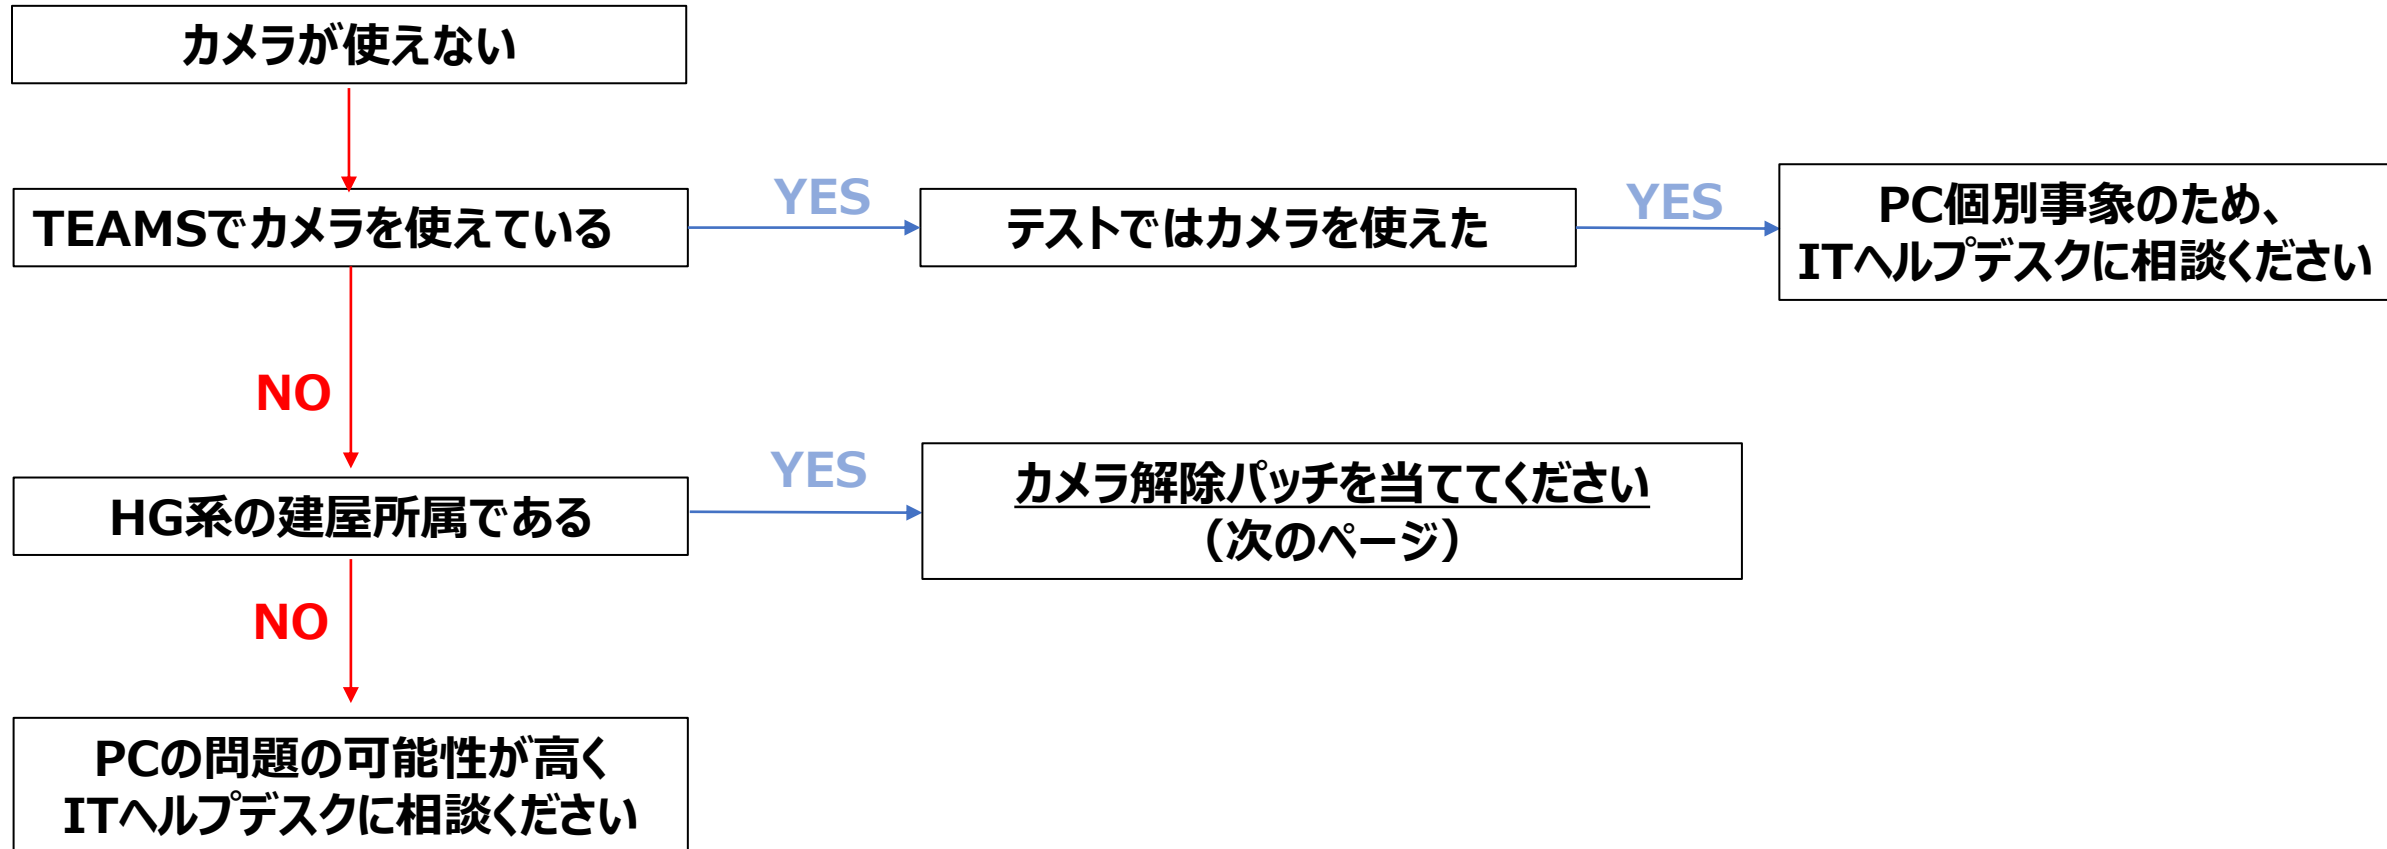 カメラが使えない
TEAMSでカメラを使えている
YES
テストではカメラを使えた
YES
PC個別事象のため、
ITヘルプデスクに相談ください
NO
HG系の建屋所属である
YES
カメラ解除パッチを当ててください
（次のページ）
NO
PCの問題の可能性が高く
ITヘルプデスクに相談ください